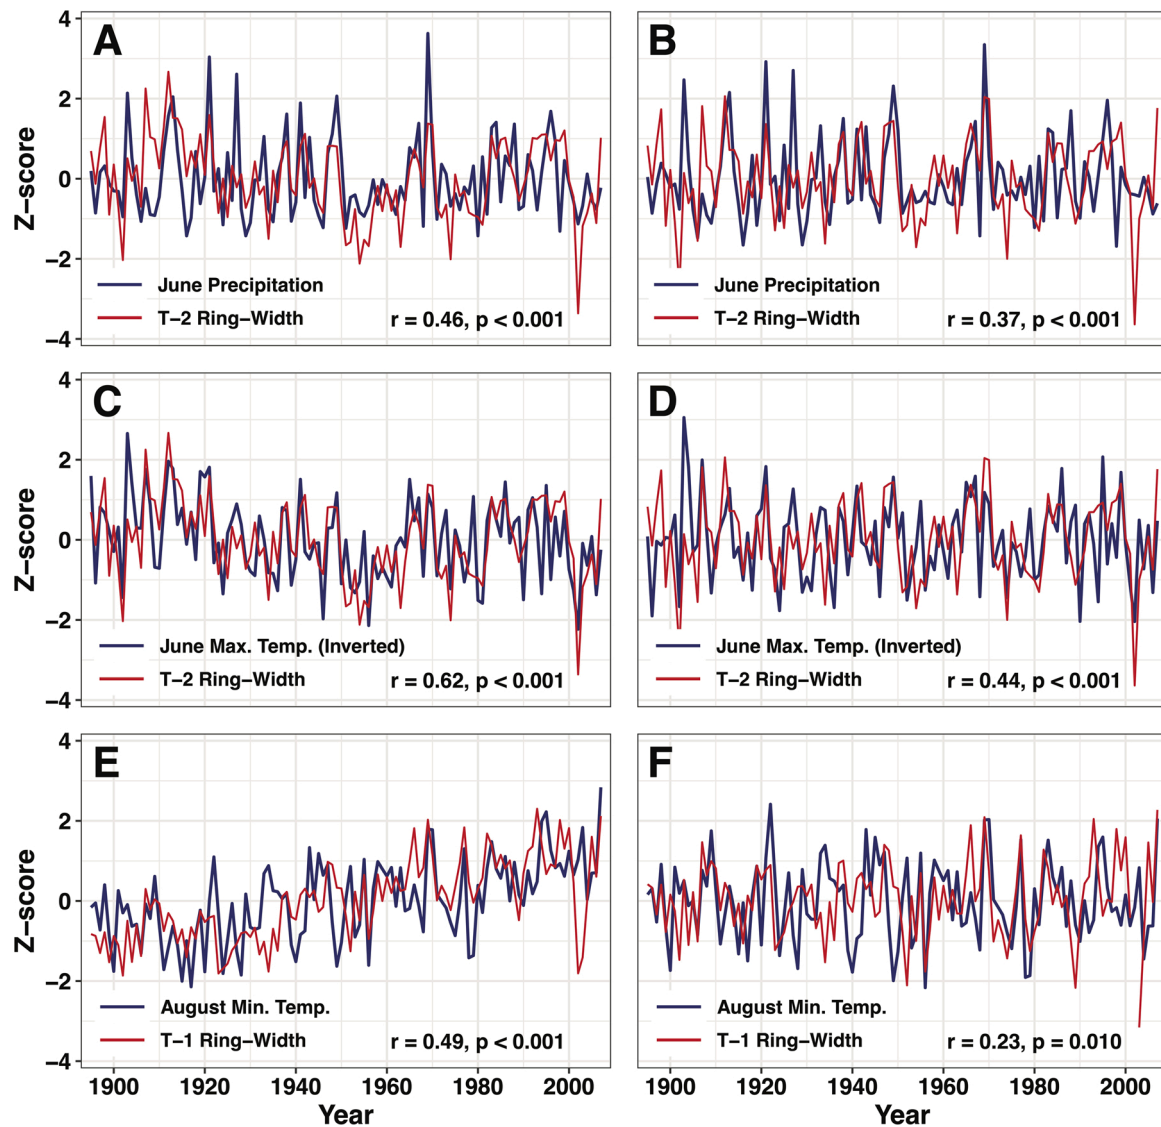 A
B
4
2
0
−2
−4
Z−score
June Precipitation
T−2 Ring−Width
r = 0.46, p < 0.001
June Precipitation
T−2 Ring−Width
r = 0.37, p < 0.001
C
D
4
2
0
−2
−4
Z−score
June Max. Temp. (Inverted)
T−2 Ring−Width
r = 0.62, p < 0.001
June Max. Temp. (Inverted)
T−2 Ring−Width
r = 0.44, p < 0.001
E
F
4
2
0
−2
−4
Z−score
August Min. Temp.
T−1 Ring−Width
r = 0.49, p < 0.001
August Min. Temp.
T−1 Ring−Width
r = 0.23, p = 0.010
1900 1920 1940 1960 1980 2000
1900 1920 1940 1960 1980 2000
Year
Year